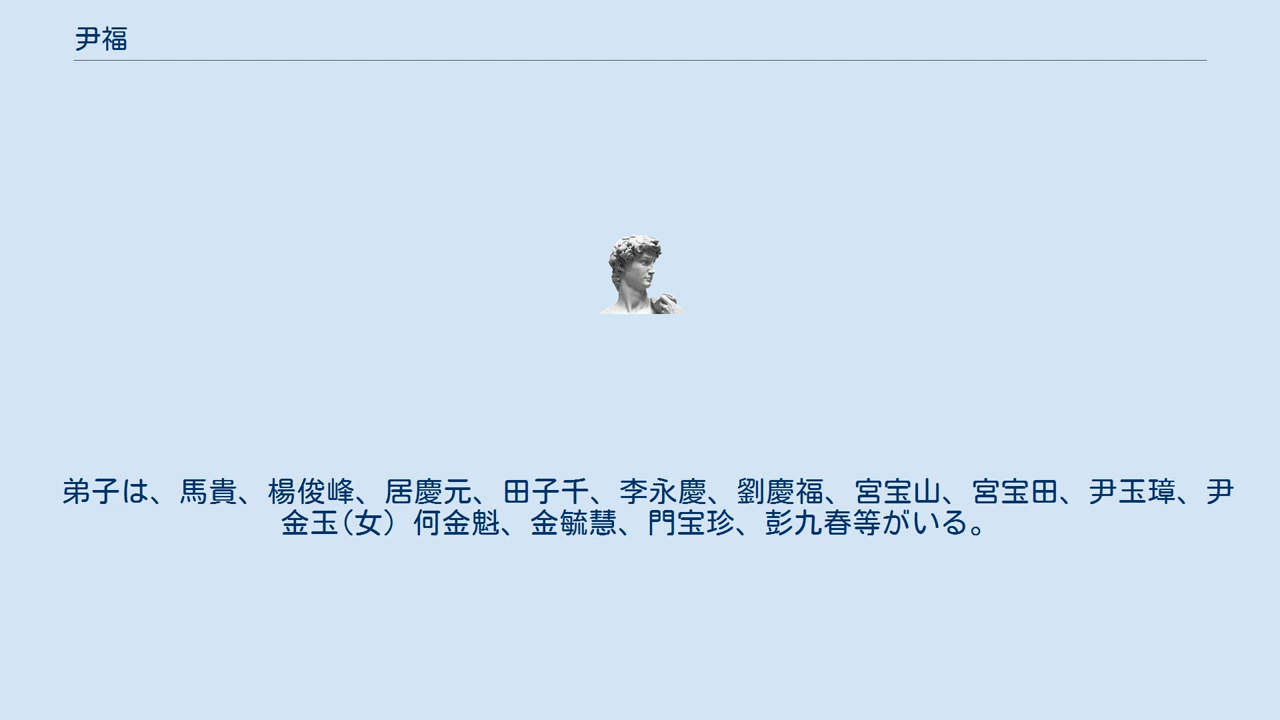 尹福
弟子は、馬貴、楊俊峰、居慶元、田子千、李永慶、劉慶福、宮宝山、宮宝田、尹玉璋、尹
金玉(女） 何金魁、金毓慧、門宝珍、彭九春等がいる。